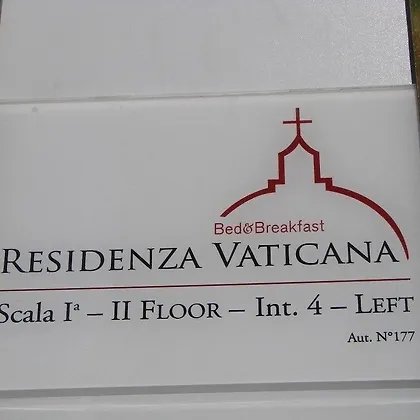 Bed&Breakfast
RESIDENZA VATICANA
Scala Iª – II FLOOR – Int. 4 – LEFT
Aut. N°177